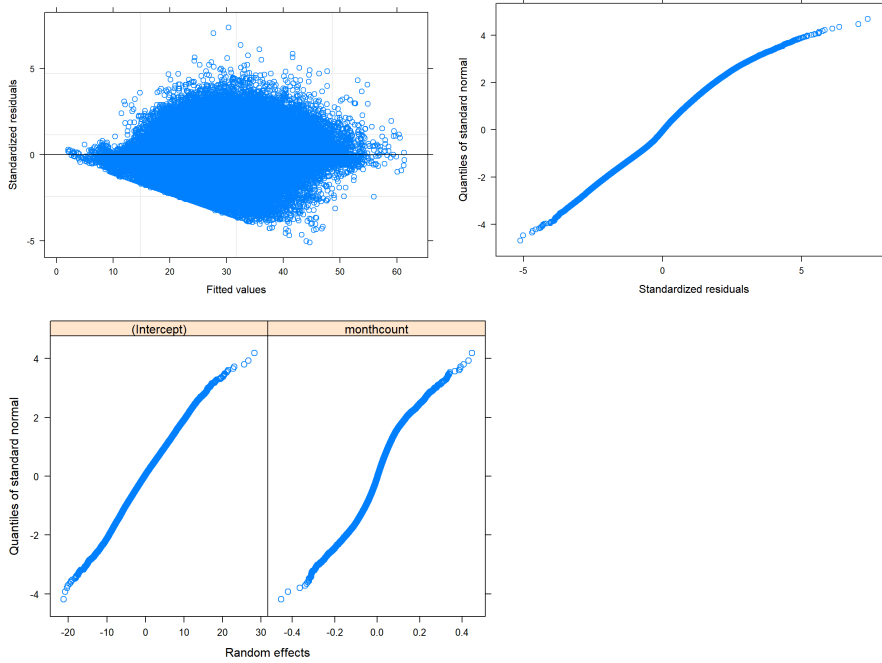 Standardized residuals
5
0
-5
0 10 20 30 40 50 60
Fitted values
Quantiles of standard normal
4
2
0
-2
-4
-5 0 5
Standardized residuals
(Intercept) monthcount
Quantiles of standard normal
4
2
0
-2
-4
-20 -10 0 10 20 30 -0.4 -0.2 0.0 0.2 0.4
Random effects